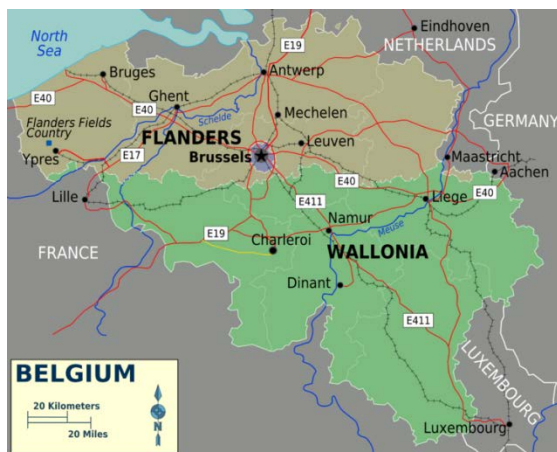 North
Sea
E19
Eindhoven
NETHERLANDS
Bruges
Antwerp
E40
Ghent
E40
Schelde
Mechelen
GERMANY
Flanders Fields
Country
FLANDERS
Leuven
Ypres
E17
Brussels
Maastricht
Aachen
Lille
E411
E40
Liege
E40
Namur
Meuse
FRANCE
E19
Charleroi
WALLONIA
Dinant
E411
LUXEMBOURG
BELGIUM
20 Kilometers
20 Miles
N
Luxembourg